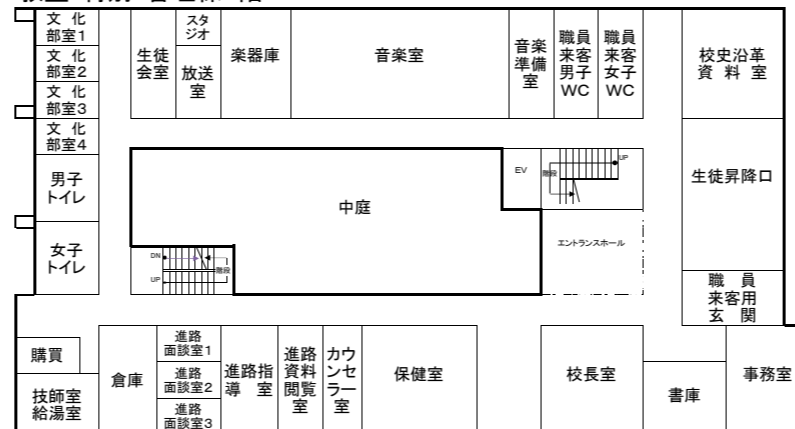 文 化
部室1
文 化
部室2
文 化
部室3
文 化
部室4
男子
トイレ
女子
トイレ
生徒
会室
スタ
ジオ
放送
室
楽器庫
音楽室
音楽
準備
室
職員
来客
男子
WC
職員
来客
女子
WC
校史沿革
資 料 室
中庭
EV
階段
UP
生徒昇降口
エントランスホール
DN
UP
階段
職 員
来客用
玄 関
購買
技師室
給湯室
倉庫
進路
面談室1
進路
面談室2
進路
面談室3
進路指
導 室
進路
資料
閲覧
室
カウ
ンセ
ラー
室
保健室
校長室
書庫
事務室